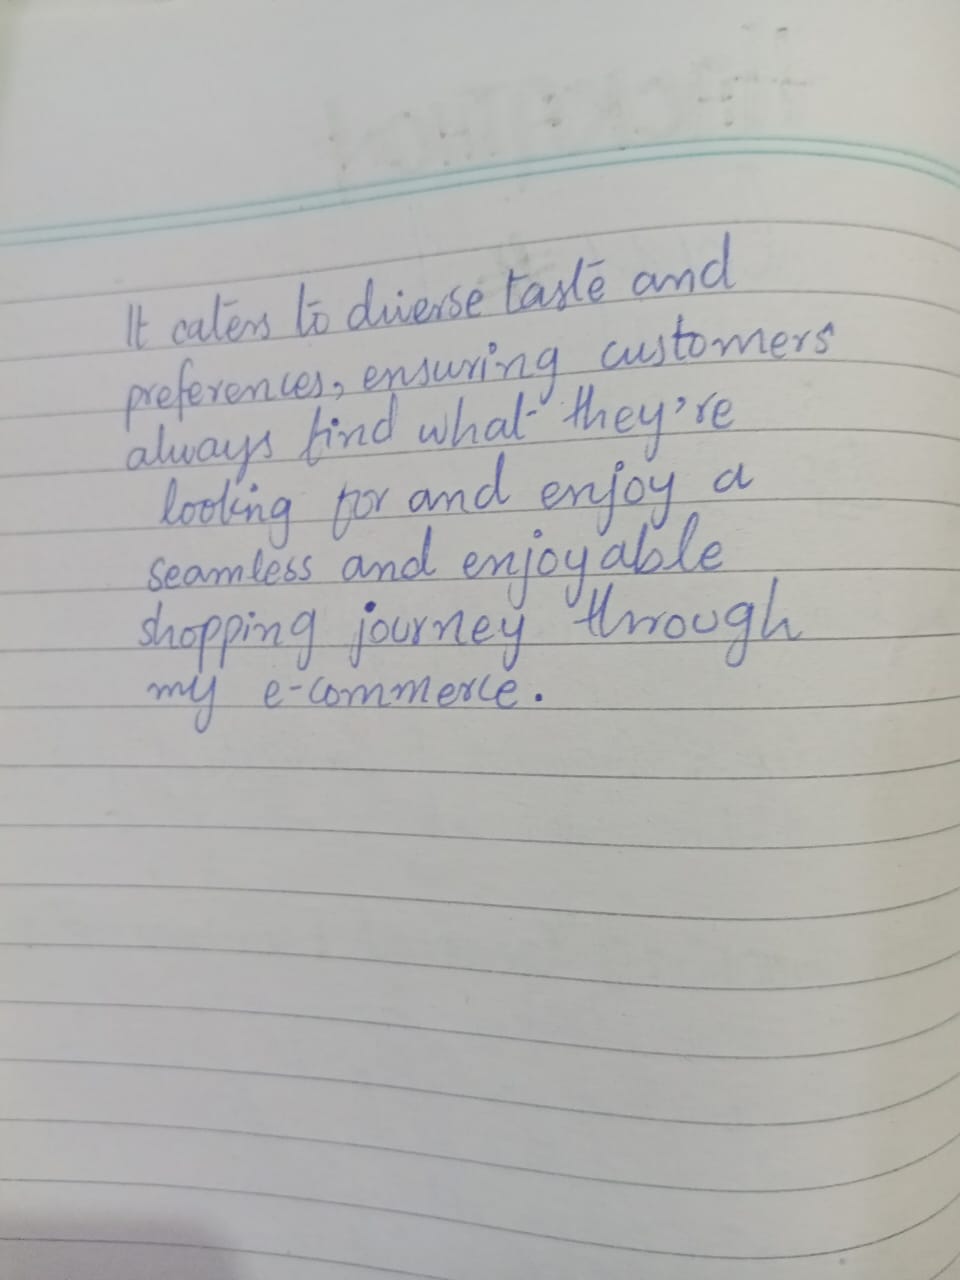 It caters to diverse taste and
preferences, ensuring customers
always find what they're
looking for and enjoy a
seamless and enjoyable
shopping journey through
my e-commerce.